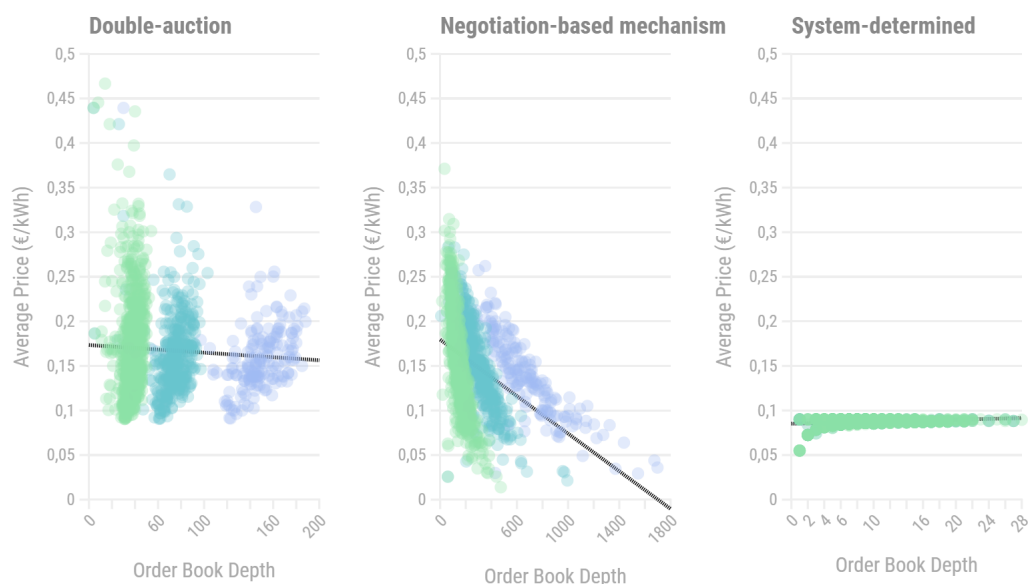 Double-auction
0,5
0,45
0,4
0,35
0,3
0,25
0,2
0,15
0,1
0,05
0
Average Price (€/kWh)
0 60 100 160 200
Order Book Depth
Negotiation-based mechanism
0,5
0,45
0,4
0,35
0,3
0,25
0,2
0,15
0,1
0,05
0
Average Price (€/kWh)
0 600 1000 1400 1800
Order Book Depth
System-determined
0,5
0,45
0,4
0,35
0,3
0,25
0,2
0,15
0,1
0,05
0
Average Price (€/kWh)
0 2 4 6 10 14 16 20 24 28
Order Book Depth